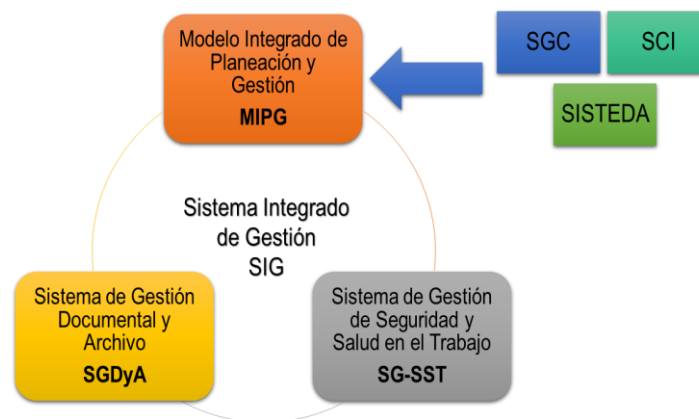 Modelo Integrado de
Planeación y
Gestión
MIPG
SGC
SCI
SISTEDA
Sistema Integrado
de Gestión
SIG
Sistema de Gestión
Documental y
Archivo
SGDyA
Sistema de Gestión
de Seguridad y
Salud en el Trabajo
SG-SST